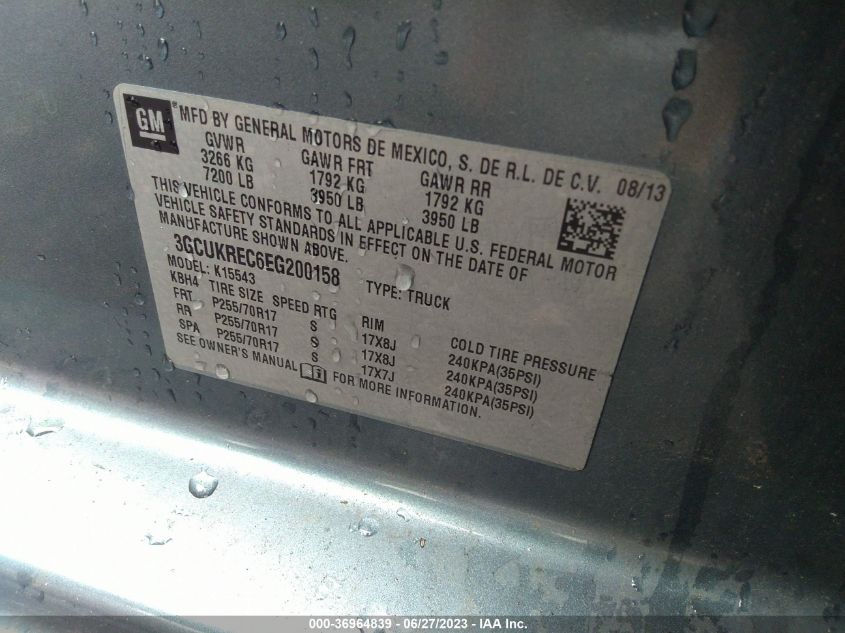 GM ® MFD BY GENERAL MOTORS DE MEXICO, S. DE R.L. DE C.V. 08/13
GVWR GAWR FRT GAWR RR
3266 KG 1792 KG 1792 KG
7200 LB 3950 LB 3950 LB
THIS VEHICLE CONFORMS TO ALL APPLICABLE U.S. FEDERAL MOTOR
VEHICLE SAFETY STANDARDS IN EFFECT ON THE DATE OF
MANUFACTURE SHOWN ABOVE.
3GCUKREC6EG200158 TYPE: TRUCK
MODEL: K15543
KBH4 TIRE SIZE SPEED RTG RIM COLD TIRE PRESSURE
FRT P255/70R17 S 17X8J 240KPA(35PSI)
RR P255/70R17 S 17X8J 240KPA(35PSI)
SPA P255/70R17 S 17X7J 240KPA(35PSI)
SEE OWNER'S MANUAL FOR MORE INFORMATION.
000-36964839 - 06/27/2023 - IAA Inc.